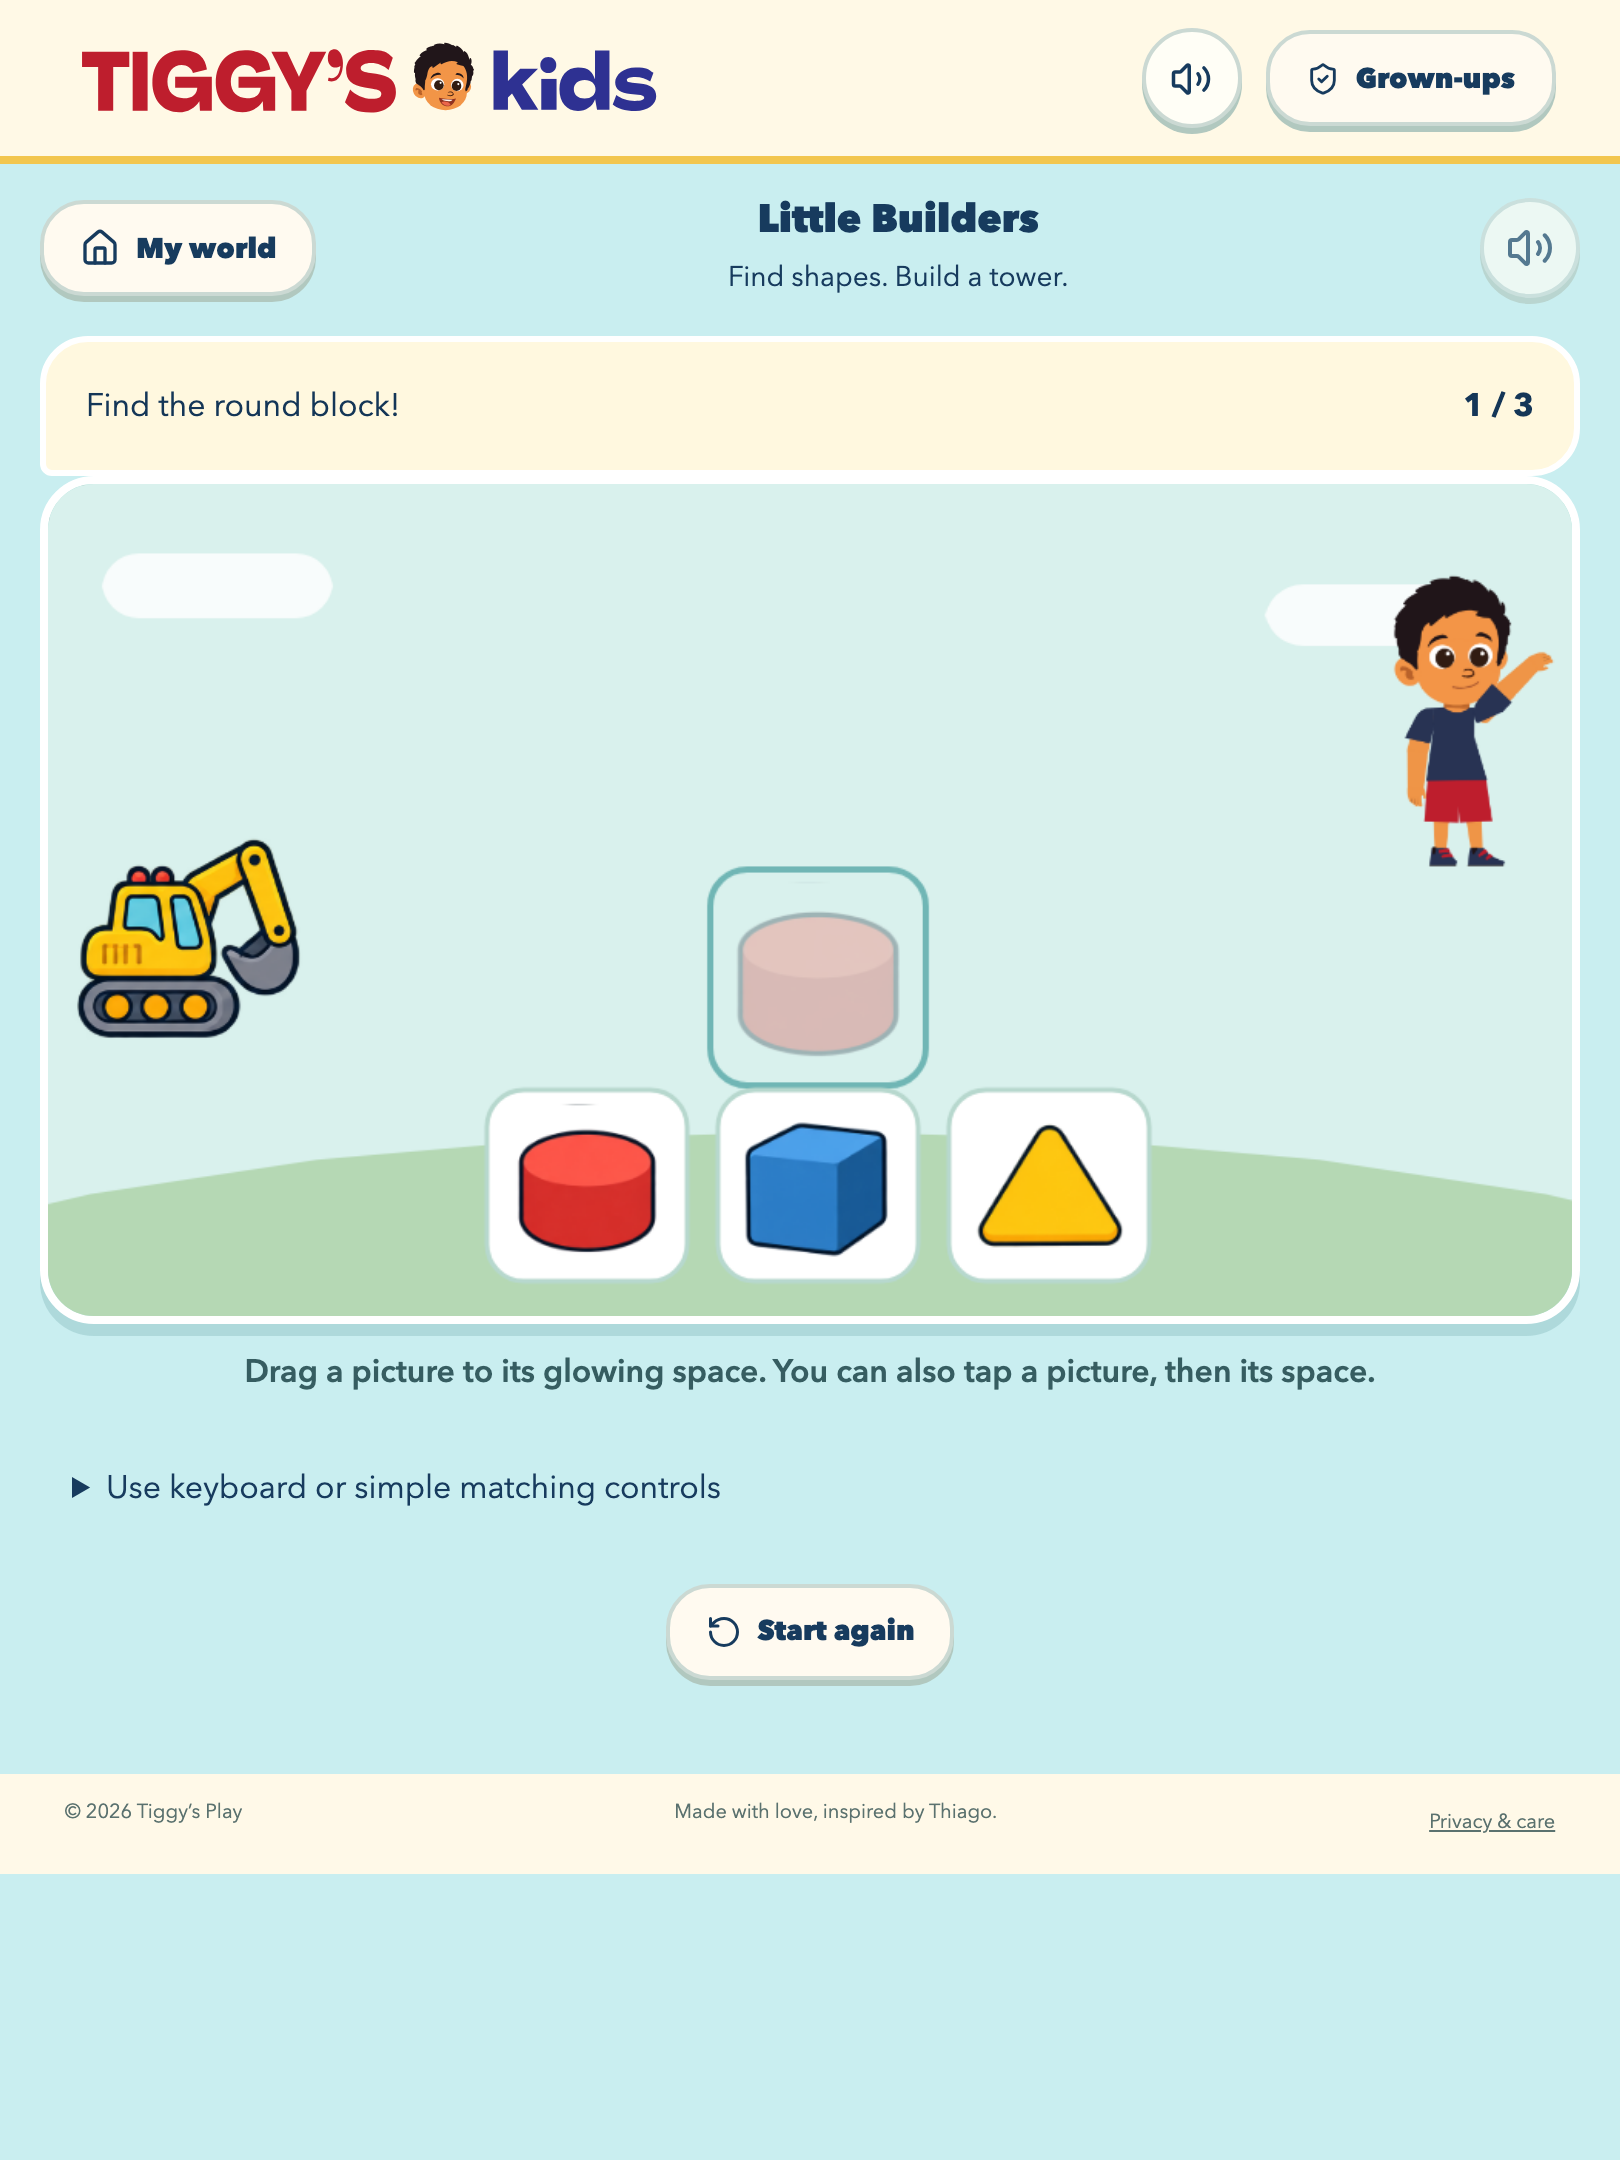 TIGGY'S kids
Grown-ups
My world
Little Builders
Find shapes. Build a tower.
Find the round block!
1 / 3
Drag a picture to its glowing space. You can also tap a picture, then its space.
Use keyboard or simple matching controls
Start again
© 2026 Tiggy's Play
Made with love, inspired by Thiago.
Privacy & care